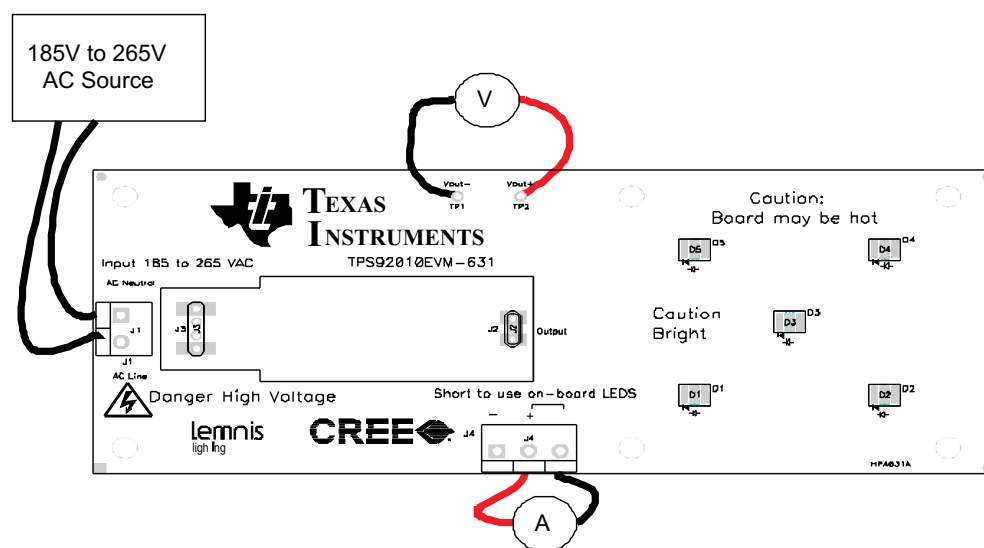 185V to 265V
AC Source
V
Vout-
Vout+
TP1
TP2
TEXAS
INSTRUMENTS
Caution:
Board may be hot
Input 185 to 265 VAC
TPS92010EVM-631
D5
D5
D4
D4
AC Neutral
J1
J1
AC Line
J3
J3
J2
J2
Output
Caution
Bright
D3
D3
Danger High Voltage
Short to use on-board LEDS
D1
D1
D2
D2
lemnis
ligh ing
CREE
- +
J4
J4
HPA631A
A